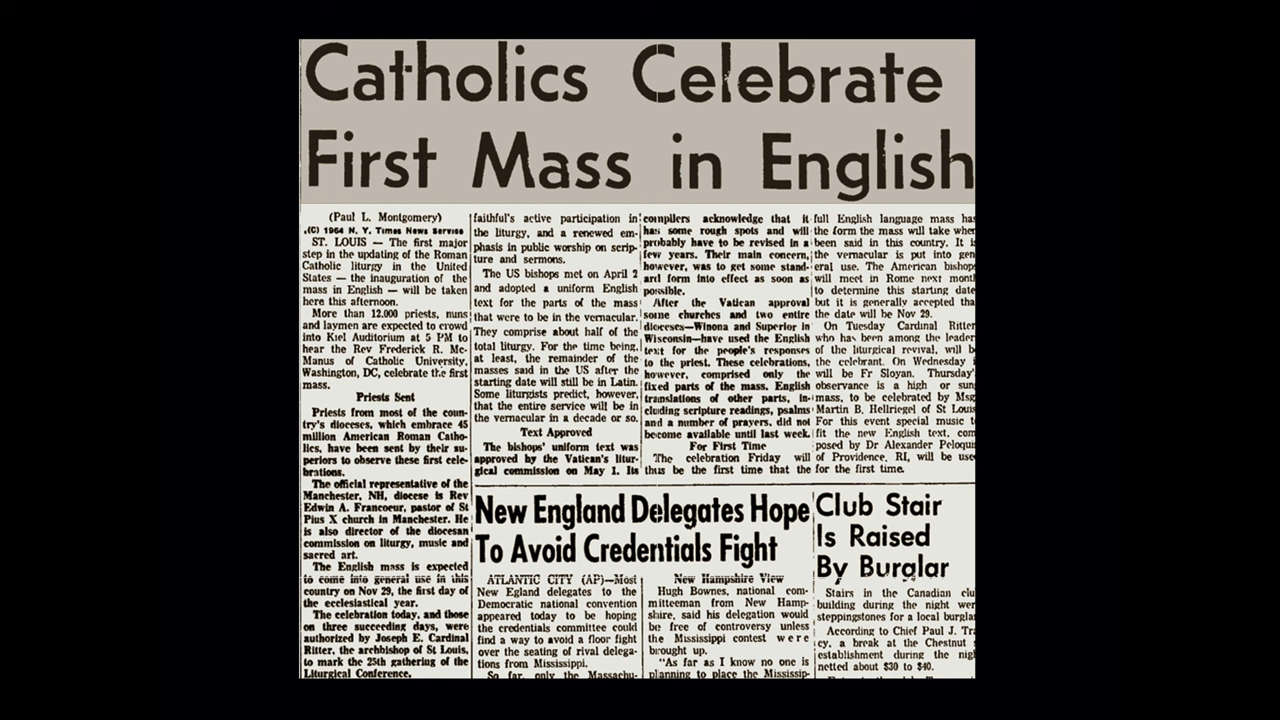 Catholics Celebrate
First Mass in English
(Paul L. Montgomery)
(C) 1964 N. Y. Times News Service
ST. LOUIS — The first major
step in the updating of the Roman
Catholic liturgy in the United
States — the inauguration of the
mass in English — will be taken
here this afternoon.
More than 12,000 priests, nuns
and laymen are expected to crowd
into Kiel Auditorium at 5 PM to
hear the Rev Frederick R. Mc-
Manus of Catholic University,
Washington, DC, celebrate the first
mass.
Priests Sent
Priests from most of the coun-
try's dioceses, which embrace 45
million American Roman Catho-
lics, have been sent by their su-
periors to observe these first cele-
brations.
The official representative of the
Manchester, NH, diocese is Rev
Edwin A. Francoeur, pastor of St
Pius X church in Manchester. He
is also director of the diocesan
commission on liturgy, music and
sacred art.
The English mass is expected
to come into general use in this
country on Nov 29, the first day of
the ecclesiastical year.
The celebration today, and those
on three succeeding days, were
authorized by Joseph E. Cardinal
Ritter, the archbishop of St Louis,
to mark the 25th gathering of the
Liturgical Conference.
faithful's active participation in
the liturgy, and a renewed em-
phasis in public worship on scrip-
ture and sermons.
The US bishops met on April 2
and adopted a uniform English
text for the parts of the mass
that were to be in the vernacular.
They comprise about half of the
total liturgy. For the time being,
at least, the remainder of the
masses said in the US after the
starting date will still be in Latin.
Some liturgists predict, however,
that the entire service will be in
the vernacular in a decade or so.
Text Approved
The bishops' uniform text was
approved by the Vatican's litur-
gical commission on May 1. Its
compilers acknowledge that it
has some rough spots and will
probably have to be revised in a
few years. Their main concern,
however, was to get some stand-
ard form into effect as soon as
possible.
After the Vatican approval
some churches and two entire
dioceses—Winona and Superior in
Wisconsin—have used the English
text for the people's responses
to the priest. These celebrations,
however, comprised only the
fixed parts of the mass. English
translations of other parts, in-
cluding scripture readings, psalms
and a number of prayers, did not
become available until last week.
For First Time
The celebration Friday will
thus be the first time that the
full English language mass has
the form the mass will take when
been said in this country. It is
the vernacular is put into gen
eral use. The American bishops
will meet in Rome next month
to determine this starting date
but it is generally accepted tha
the date will be Nov 29.
On Tuesday Cardinal Ritter
who has been among the leader
of the liturgical revival, will b
the celebrant. On Wednesday i
will be Fr Sloyan. Thursday'
observance is a high or sun
mass, to be celebrated by Msg
Martin B. Hellriegel of St Louis
For this event special music t
fit the new English text, com
posed by Dr Alexander Peloqui
of Providence, RI, will be use
for the first time.
New England Delegates Hope
To Avoid Credentials Fight
ATLANTIC CITY (AP)—Most
New Egland delegates to the
Democratic national convention
appeared today to be hoping
the credentials committee could
find a way to avoid a floor fight
over the seating of rival delega-
tions from Mississippi.
So far, only the Massachu-
New Hampshire View
Hugh Bownes, national com-
mitteeman from New Hamp-
shire, said his delegation would
be free of controversy unless
the Mississippi contest were
brought up.
"As far as I know no one is
planning to place the Mississip-
Club Stair
Is Raised
By Burglar
Stairs in the Canadian clu
building during the night wer
steppingstones for a local burglar
According to Chief Paul J. Tra
cy, a break at the Chestnut s
establishment during the nigh
netted about $30 to $40.